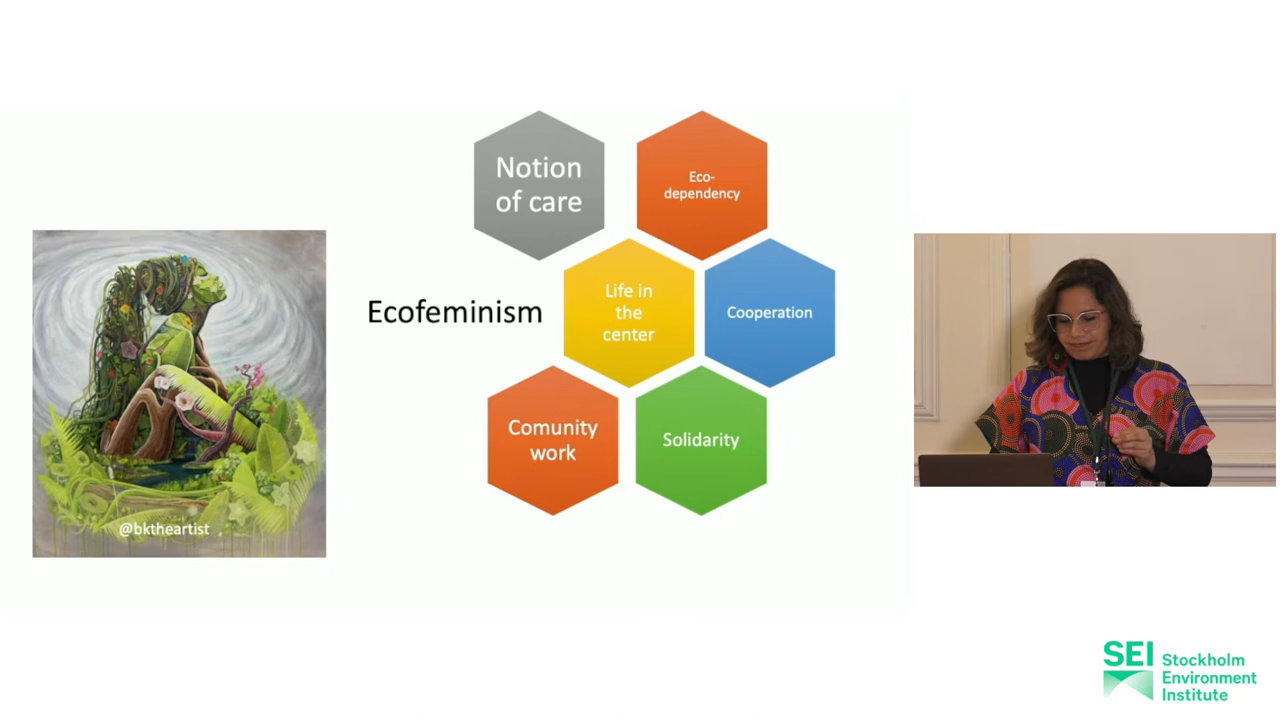 Notion
of care
Eco-
dependency
Ecofeminism
Life in
the
center
Cooperation
Comunity
work
Solidarity
@bktheartist
SEI Stockholm
Environment
Institute